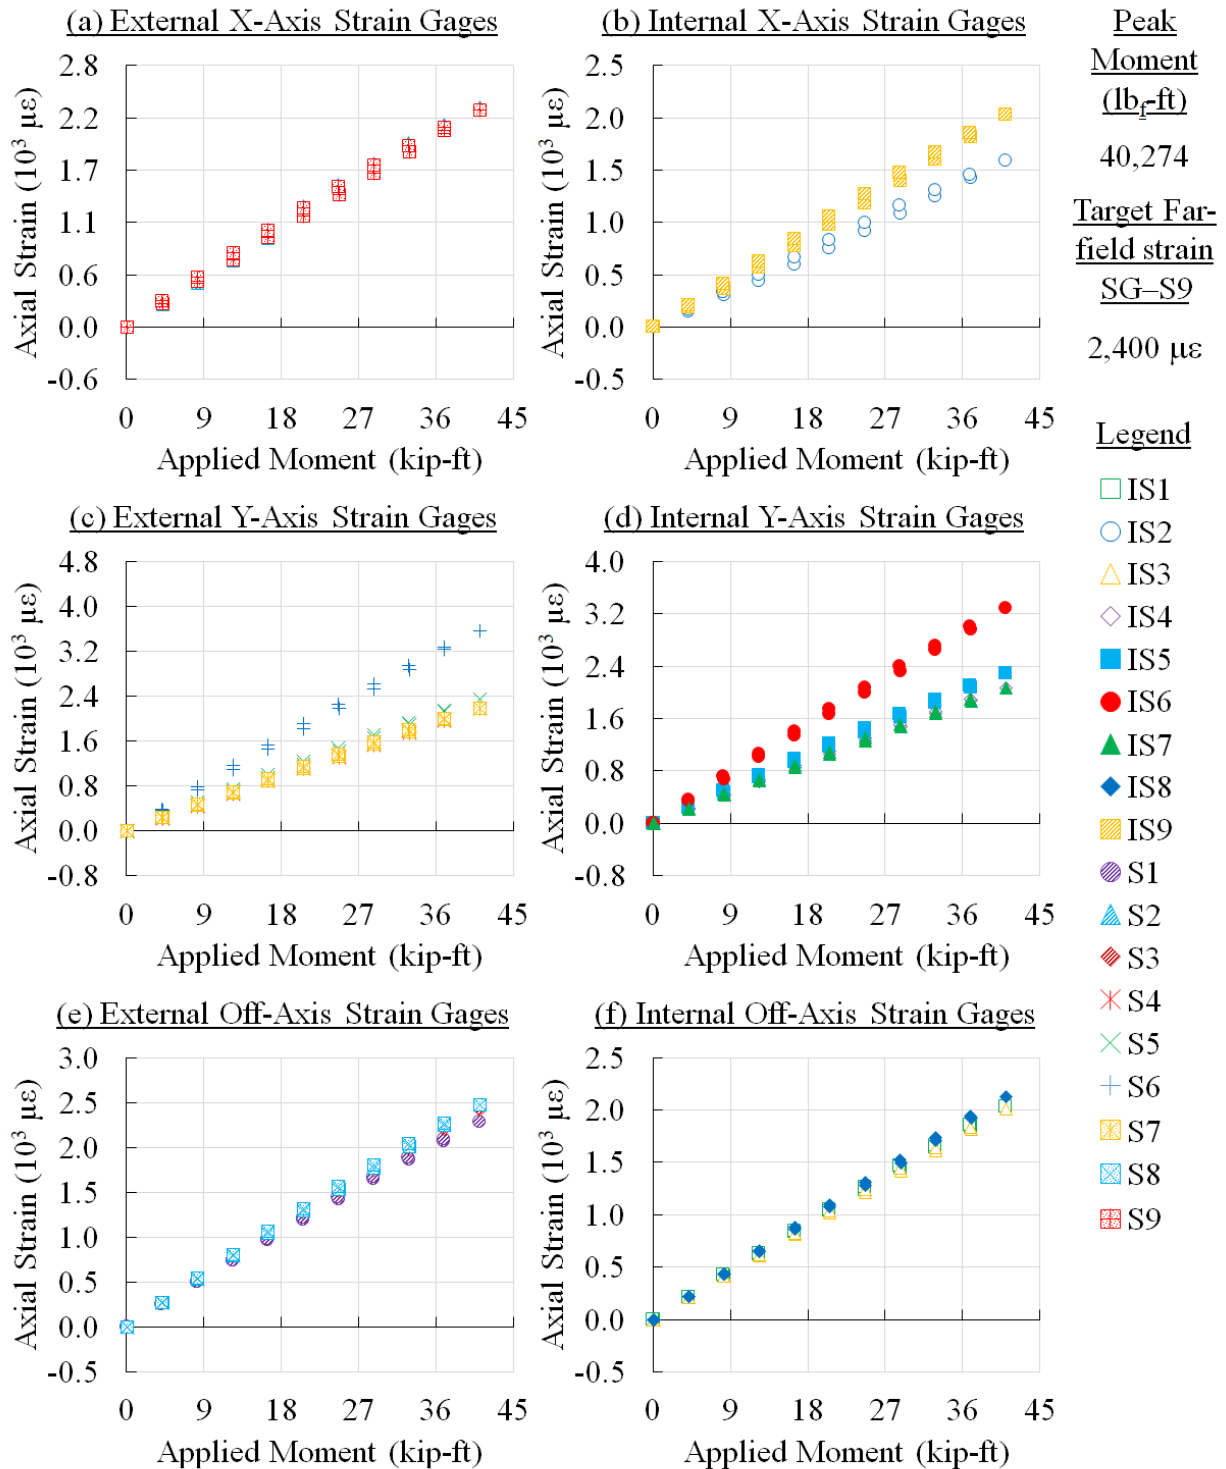 (a) External X-Axis Strain Gages
Axial Strain (10³ με)
2.8
2.2
1.7
1.1
0.6
0.0
-0.6
0 9 18 27 36 45
Applied Moment (kip-ft)
(b) Internal X-Axis Strain Gages
Axial Strain (10³ με)
2.5
2.0
1.5
1.0
0.5
0.0
-0.5
0 9 18 27 36 45
Applied Moment (kip-ft)
(c) External Y-Axis Strain Gages
Axial Strain (10³ με)
4.8
4.0
3.2
2.4
1.6
0.8
0.0
-0.8
0 9 18 27 36 45
Applied Moment (kip-ft)
(d) Internal Y-Axis Strain Gages
Axial Strain (10³ με)
4.0
3.2
2.4
1.6
0.8
0.0
-0.8
0 9 18 27 36 45
Applied Moment (kip-ft)
(e) External Off-Axis Strain Gages
Axial Strain (10³ με)
3.0
2.5
2.0
1.5
1.0
0.5
0.0
-0.5
0 9 18 27 36 45
Applied Moment (kip-ft)
(f) Internal Off-Axis Strain Gages
Axial Strain (10³ με)
2.5
2.0
1.5
1.0
0.5
0.0
-0.5
0 9 18 27 36 45
Applied Moment (kip-ft)
Peak
Moment
(lbf-ft)
40,274
Target Far-
field strain
SG–S9
2,400 με
Legend
IS1
IS2
IS3
IS4
IS5
IS6
IS7
IS8
IS9
S1
S2
S3
S4
S5
S6
S7
S8
S9